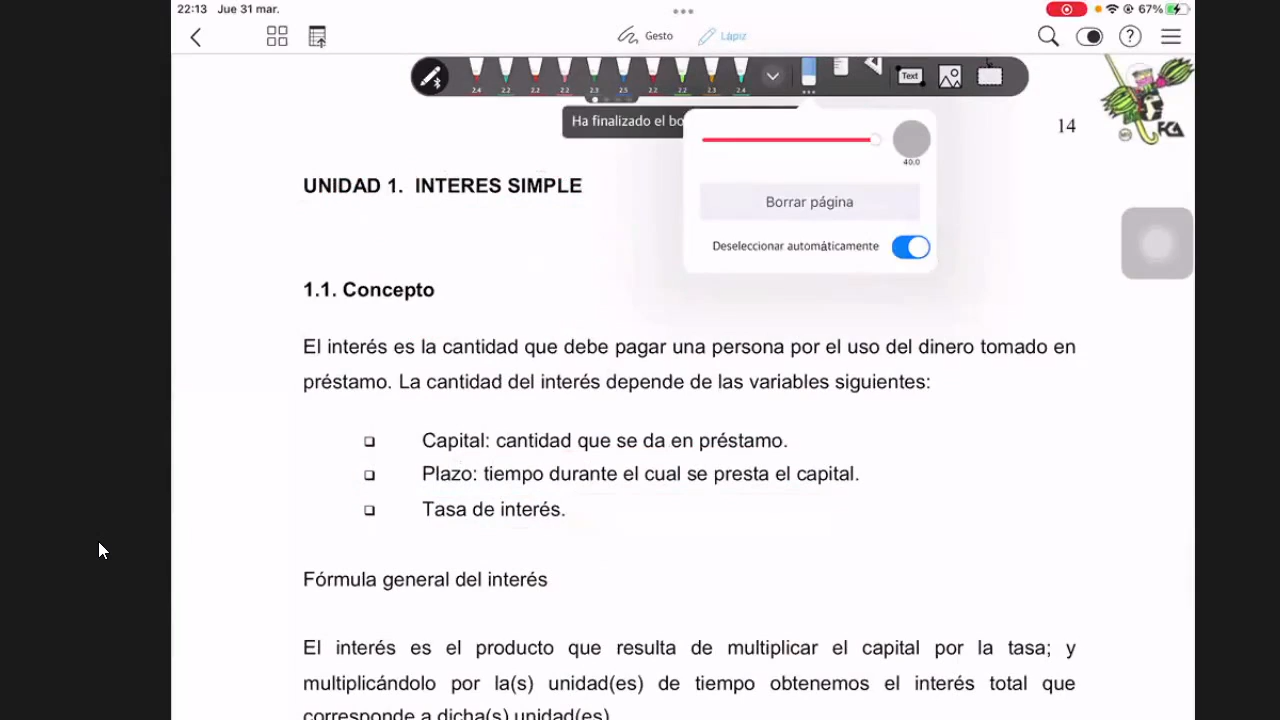 22:13 Jue 31 mar.
67%
Gesto
Lápiz
2.4 2.2 2.2 2.2 2.3 2.5 2.2 2.2 2.3 2.4
Text
Ha finalizado el
40.0
14
FCA
Borrar página
Deseleccionar automáticamente
UNIDAD 1. INTERES SIMPLE
1.1. Concepto
El interés es la cantidad que debe pagar una persona por el uso del dinero tomado en
préstamo. La cantidad del interés depende de las variables siguientes:
Capital: cantidad que se da en préstamo.
Plazo: tiempo durante el cual se presta el capital.
Tasa de interés.
Fórmula general del interés
El interés es el producto que resulta de multiplicar el capital por la tasa; y
multiplicándolo por la(s) unidad(es) de tiempo obtenemos el interés total que
corresponde a dicha(s) unidad(es)